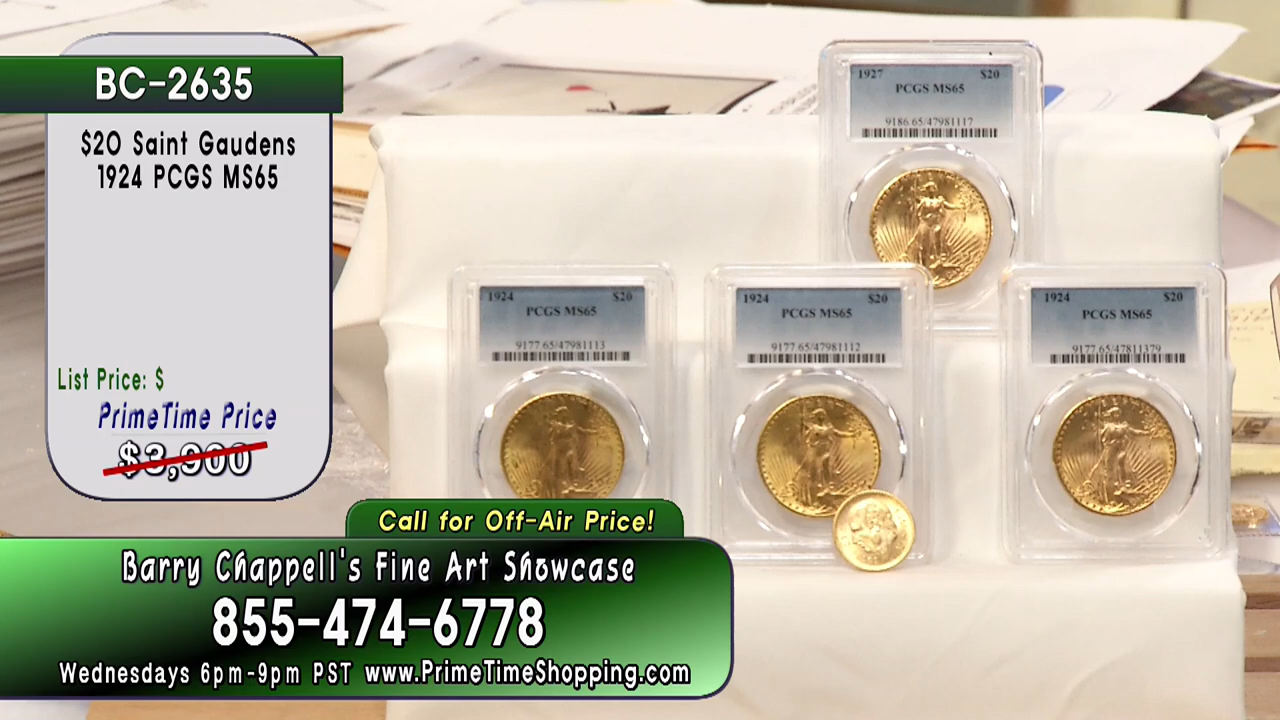 BC-2635
$20 Saint Gaudens
1924 PCGS MS65
List Price: $
PrimeTime Price
$3,900
Call for Off-Air Price!
Barry Chappell's Fine Art Showcase
855-474-6778
Wednesdays 6pm-9pm PST www.PrimeTimeShopping.com
1927 $20
PCGS MS65
9186.65/47981117
1924 $20
PCGS MS65
9177.65/47981113
1924 $20
PCGS MS65
9177.65/47981112
1924 $20
PCGS MS65
9177.65/47811379